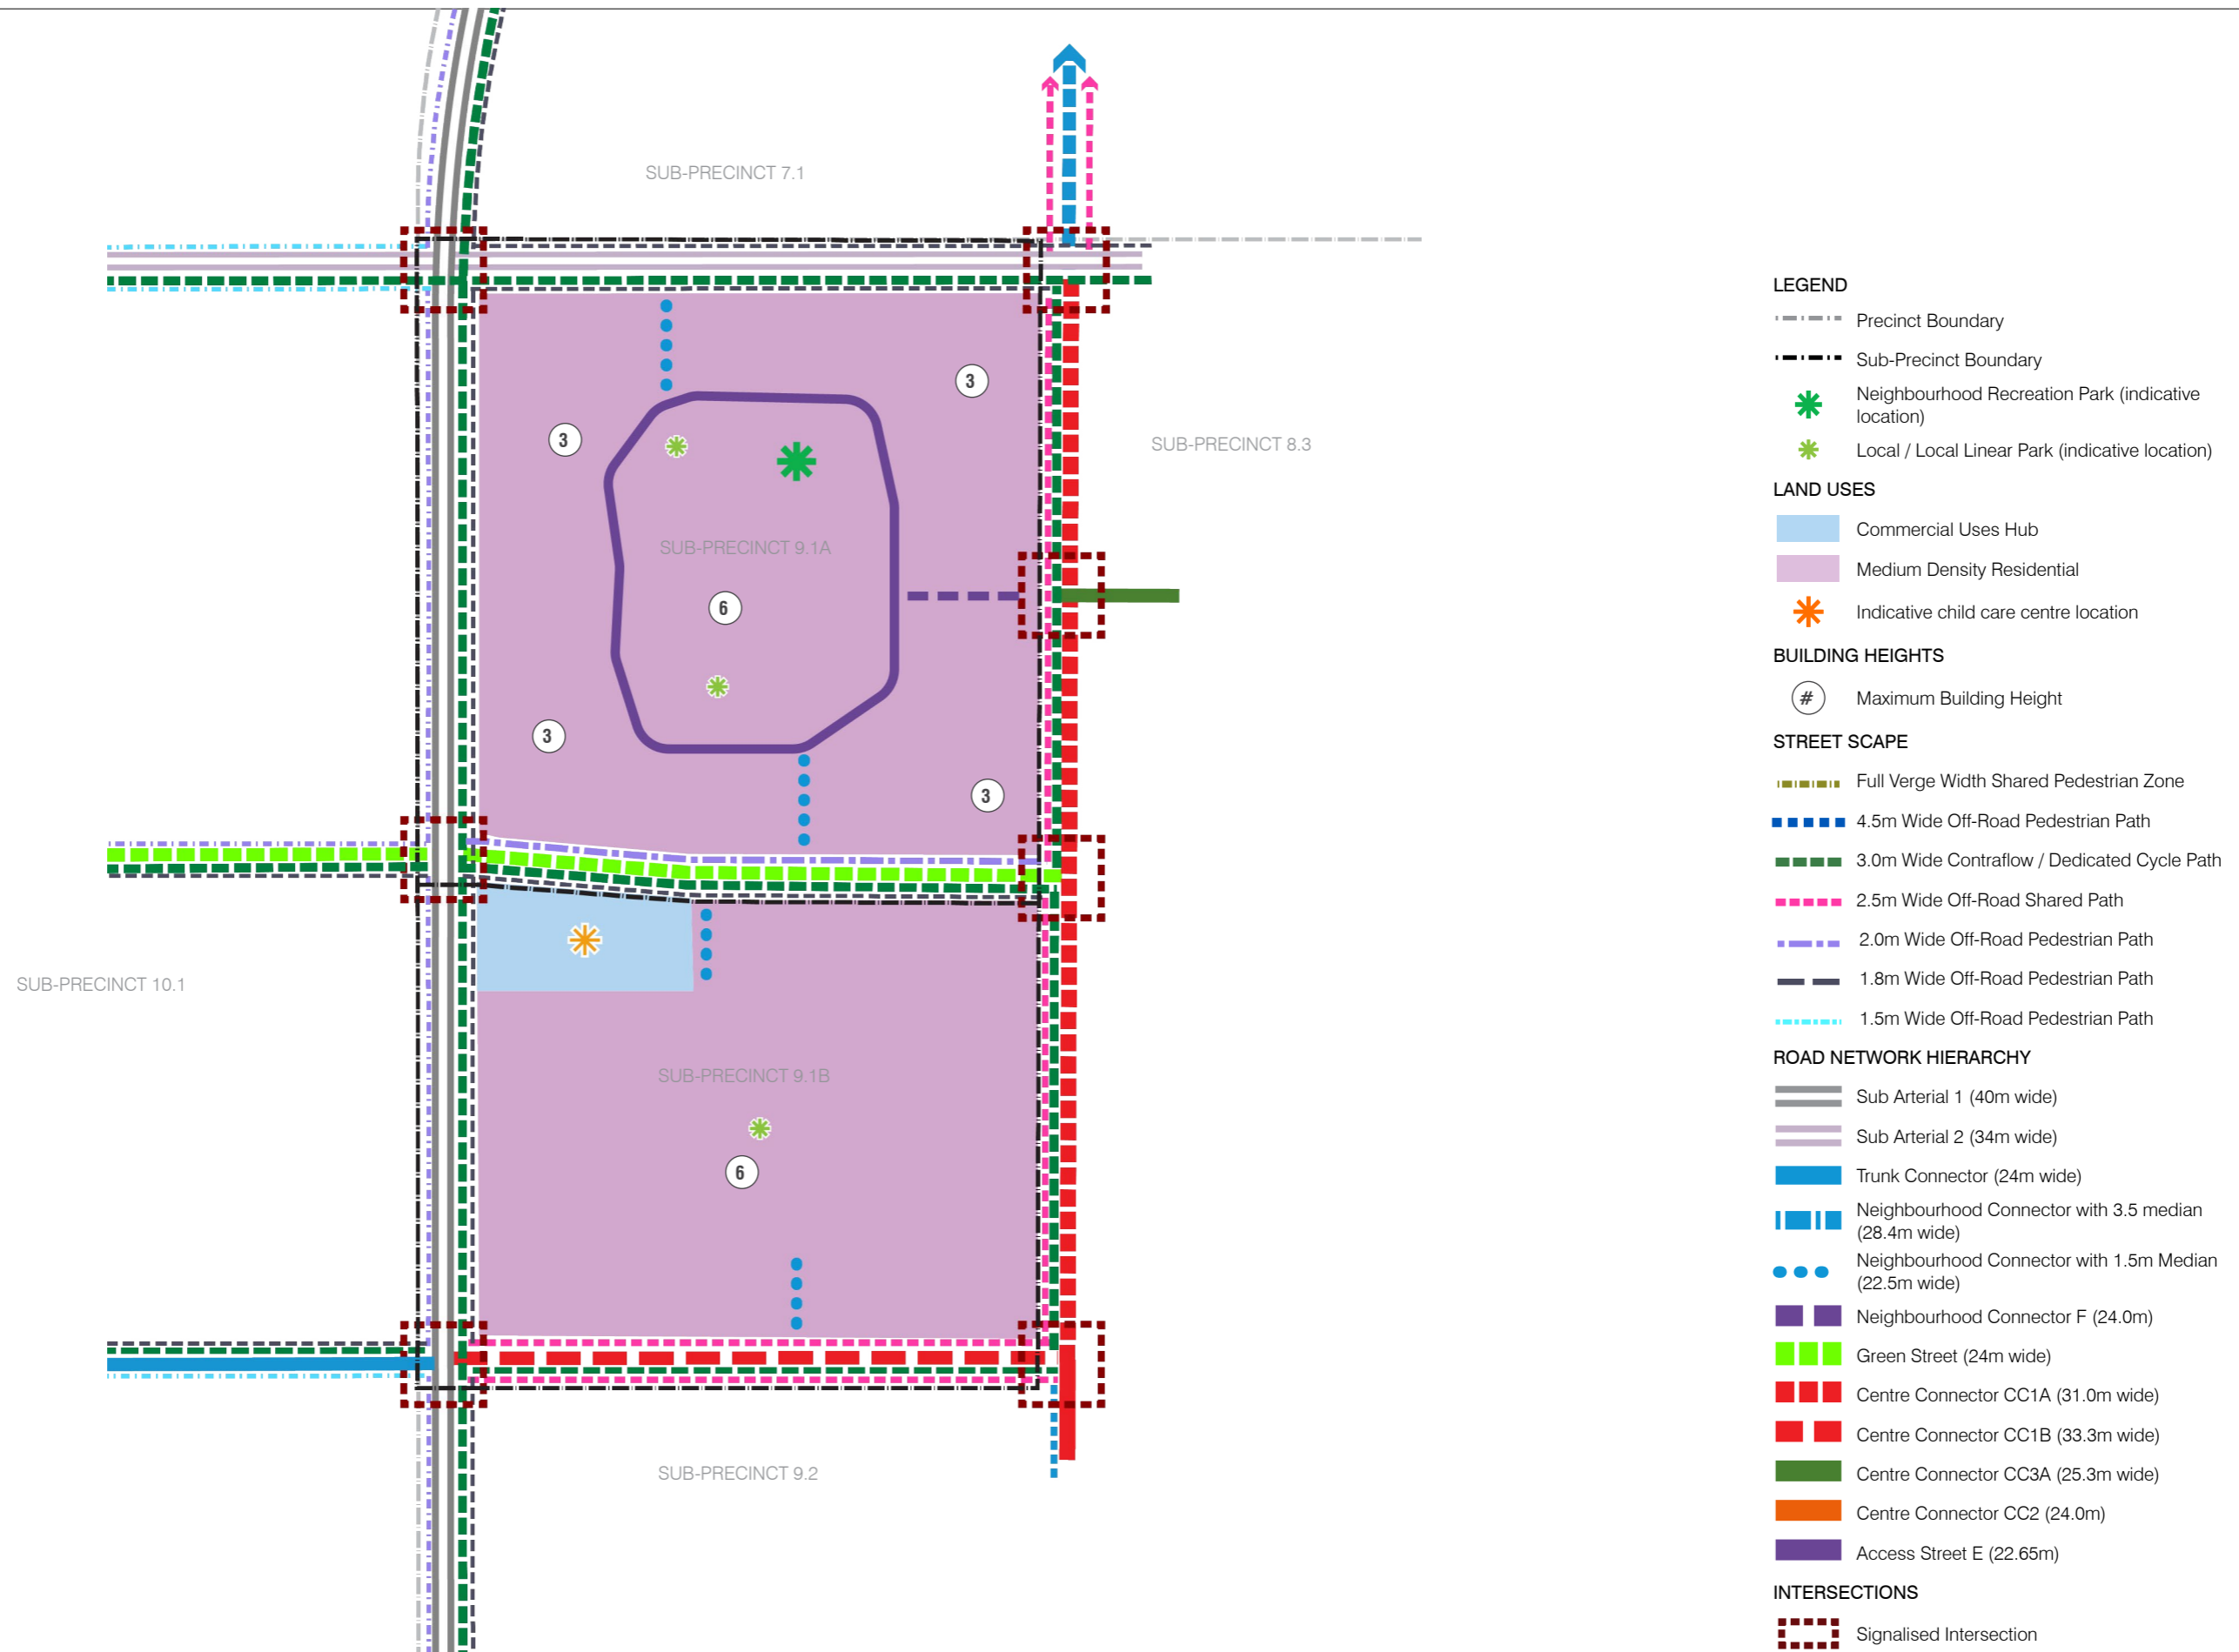 SUB-PRECINCT 7.1
3
3
SUB-PRECINCT 8.3
SUB-PRECINCT 9.1A
6
3
3
SUB-PRECINCT 10.1
SUB-PRECINCT 9.1B
6
SUB-PRECINCT 9.2
LEGEND
Precinct Boundary
Sub-Precinct Boundary
Neighbourhood Recreation Park (indicative
location)
Local / Local Linear Park (indicative location)
LAND USES
Commercial Uses Hub
Medium Density Residential
Indicative child care centre location
BUILDING HEIGHTS
# Maximum Building Height
STREET SCAPE
Full Verge Width Shared Pedestrian Zone
4.5m Wide Off-Road Pedestrian Path
3.0m Wide Contraflow / Dedicated Cycle Path
2.5m Wide Off-Road Shared Path
2.0m Wide Off-Road Pedestrian Path
1.8m Wide Off-Road Pedestrian Path
1.5m Wide Off-Road Pedestrian Path
ROAD NETWORK HIERARCHY
Sub Arterial 1 (40m wide)
Sub Arterial 2 (34m wide)
Trunk Connector (24m wide)
Neighbourhood Connector with 3.5 median
(28.4m wide)
Neighbourhood Connector with 1.5m Median
(22.5m wide)
Neighbourhood Connector F (24.0m)
Green Street (24m wide)
Centre Connector CC1A (31.0m wide)
Centre Connector CC1B (33.3m wide)
Centre Connector CC3A (25.3m wide)
Centre Connector CC2 (24.0m)
Access Street E (22.65m)
INTERSECTIONS
Signalised Intersection